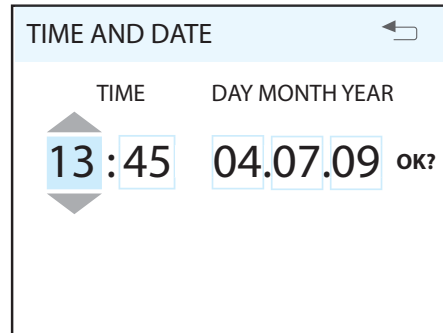 TIME AND DATE
TIME DAY MONTH YEAR
13 : 45 04.07.09 OK?